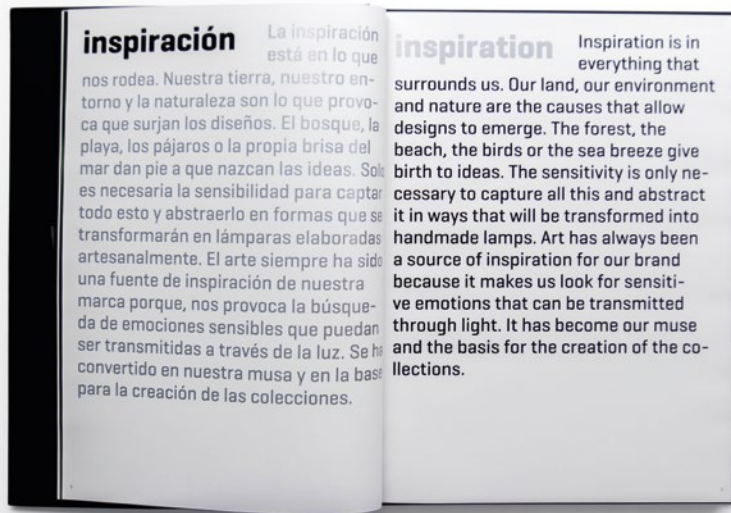 inspiración
La inspiración
está en lo que
nos rodea. Nuestra tierra, nuestro en-
torno y la naturaleza son lo que provo-
ca que surjan los diseños. El bosque, la
playa, los pájaros o la propia brisa del
mar dan pie a que nazcan las ideas. Solo
es necesaria la sensibilidad para captar
todo esto y abstraerlo en formas que se
transformarán en lámparas elaboradas
artesanalmente. El arte siempre ha sido
una fuente de inspiración de nuestra
marca porque, nos provoca la búsque-
da de emociones sensibles que puedan
ser transmitidas a través de la luz. Se ha
convertido en nuestra musa y en la base
para la creación de las colecciones.
inspiration
Inspiration is in
everything that
surrounds us. Our land, our environment
and nature are the causes that allow
designs to emerge. The forest, the
beach, the birds or the sea breeze give
birth to ideas. The sensitivity is only ne-
cessary to capture all this and abstract
it in ways that will be transformed into
handmade lamps. Art has always been
a source of inspiration for our brand
because it makes us look for sensiti-
ve emotions that can be transmitted
through light. It has become our muse
and the basis for the creation of the co-
llections.